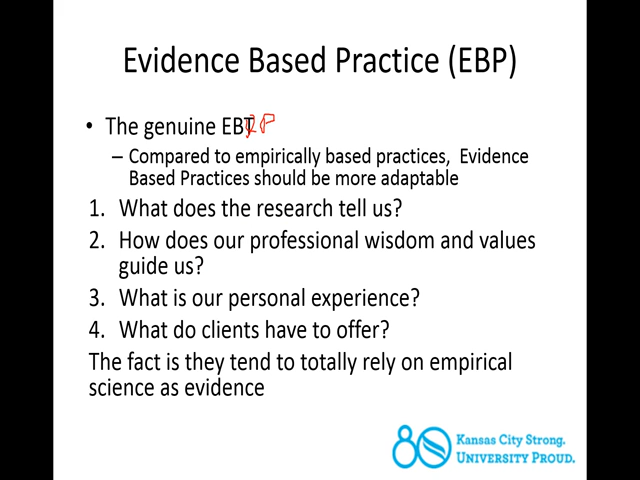 Evidence Based Practice (EBP)
• The genuine EBT P
– Compared to empirically based practices, Evidence
Based Practices should be more adaptable
1. What does the research tell us?
2. How does our professional wisdom and values
guide us?
3. What is our personal experience?
4. What do clients have to offer?
The fact is they tend to totally rely on empirical
science as evidence
80 Kansas City Strong.
UNIVERSITY PROUD.